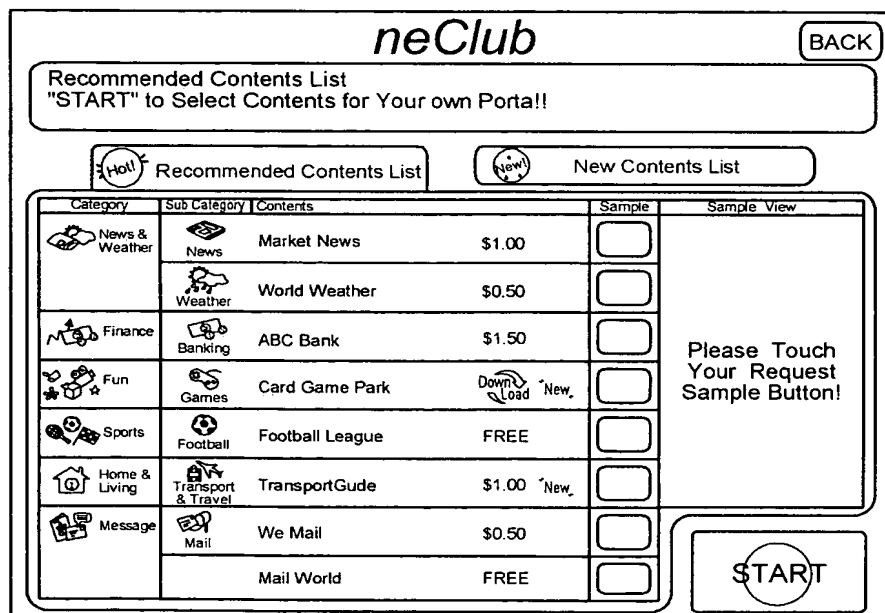 neClub
BACK
Recommended Contents List
"START" to Select Contents for Your own Porta!!
Hot! Recommended Contents List
New! New Contents List
Category Sub Category Contents Sample Sample View
News & Weather News Market News $1.00
Weather World Weather $0.50
Finance Banking ABC Bank $1.50
Fun Games Card Game Park Down Load New
Sports Football Football League FREE
Home & Living Transport & Travel TransportGude $1.00 New
Message Mail We Mail $0.50
Mail World FREE
Please Touch
Your Request
Sample Button!
START